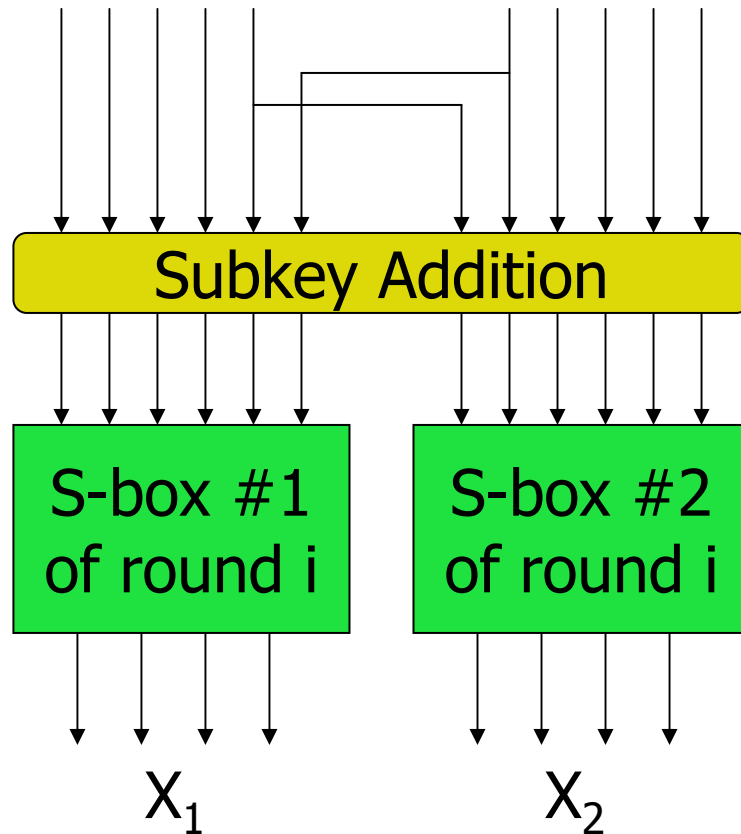 Subkey Addition
S-box #1
of round i
S-box #2
of round i
X₁
X₂